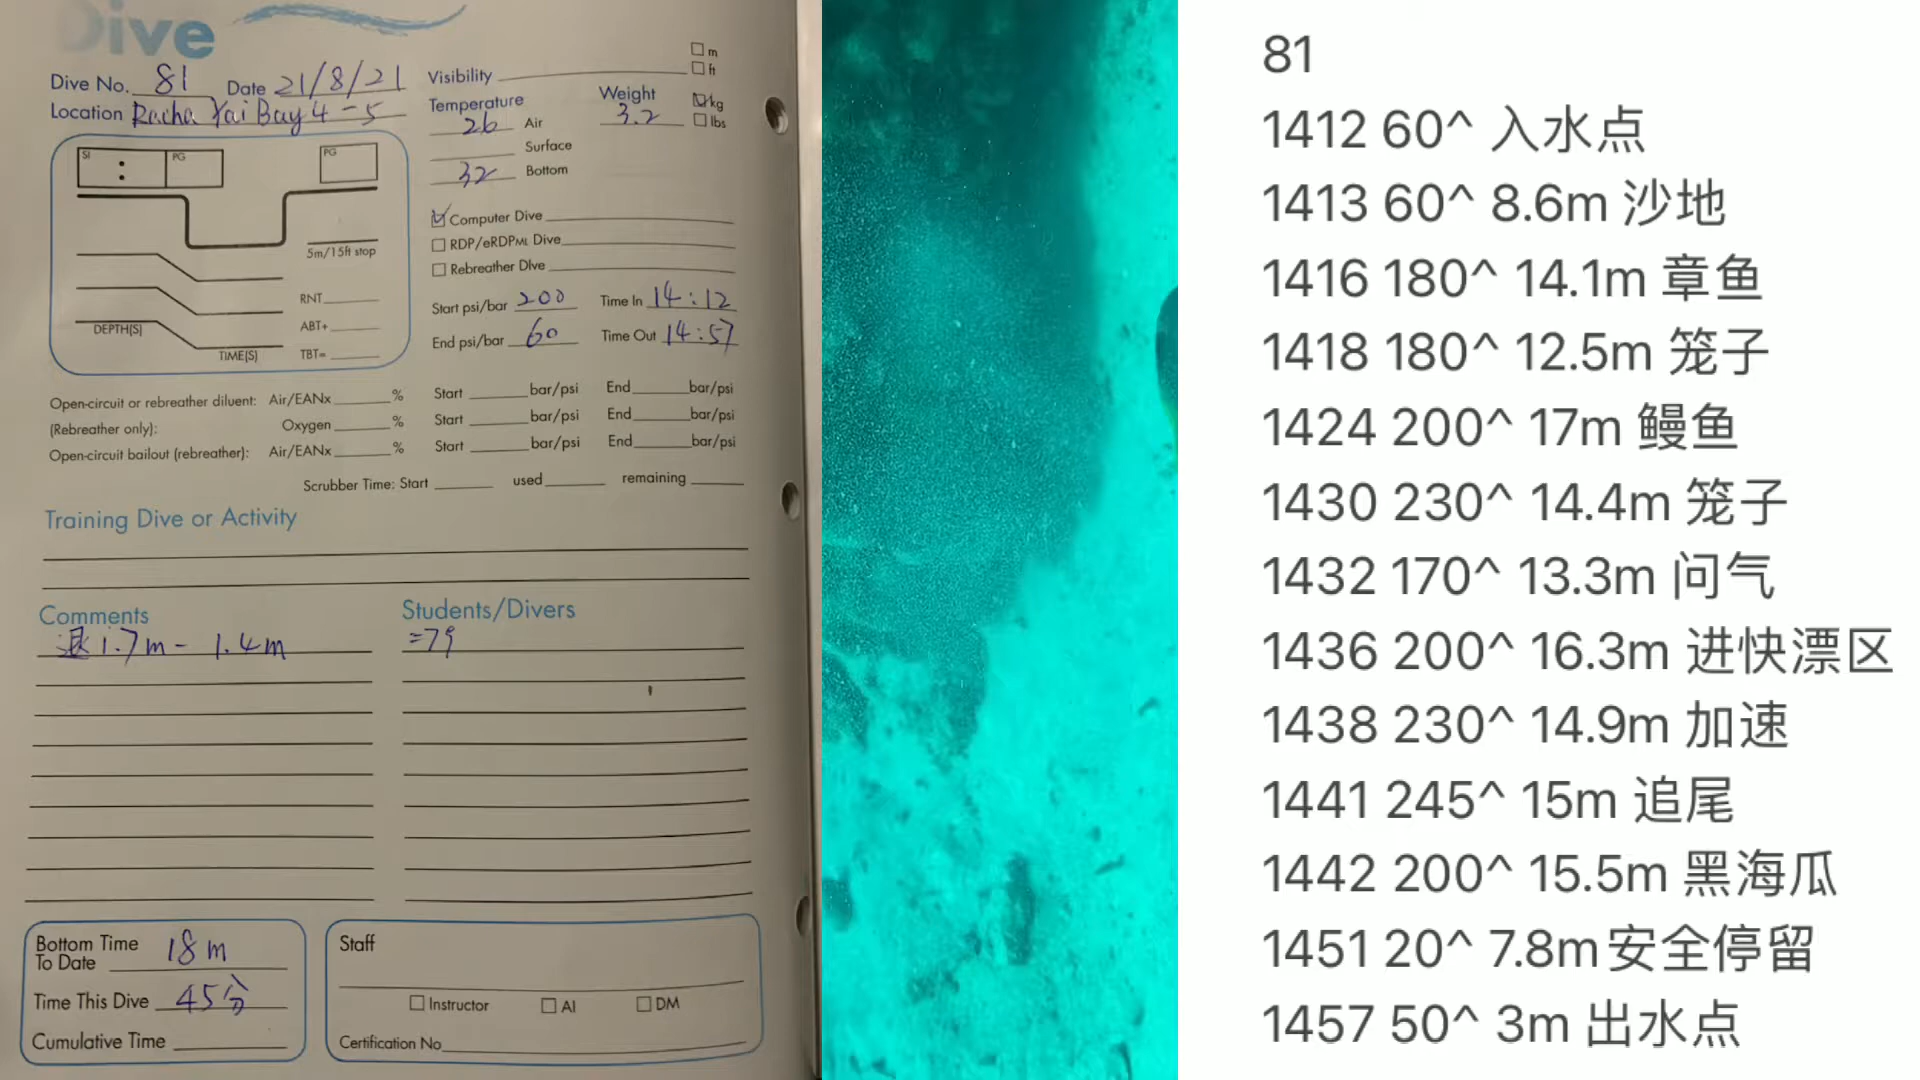 Dive
Dive No. 81 Date 21/8/21
Location Racha Yai Bay 4-5
Visibility m
ft
Temperature Weight
26 Air 3.2 kg
lbs
Surface
32 Bottom
SI : PG PG
5m/15ft stop
RNT
ABT+
TBT=
DEPTH(S)
TIME(S)
Computer Dive
RDP/eRDPML Dive
Rebreather Dive
Start psi/bar 200 Time In 14:12
End psi/bar 60 Time Out 14:57
Open-circuit or rebreather diluent: Air/EANx % Start bar/psi End bar/psi
(Rebreather only): Oxygen % Start bar/psi End bar/psi
Open-circuit bailout (rebreather): Air/EANx % Start bar/psi End bar/psi
Scrubber Time: Start used remaining
Training Dive or Activity
Comments
退1.7m - 1.4m
Students/Divers
=79
Bottom Time
To Date 18m
Time This Dive 45分
Cumulative Time
Staff
Instructor AI DM
Certification No
81
1412 60^ 入水点
1413 60^ 8.6m 沙地
1416 180^ 14.1m 章鱼
1418 180^ 12.5m 笼子
1424 200^ 17m 鳗鱼
1430 230^ 14.4m 笼子
1432 170^ 13.3m 问气
1436 200^ 16.3m 进快漂区
1438 230^ 14.9m 加速
1441 245^ 15m 追尾
1442 200^ 15.5m 黑海瓜
1451 20^ 7.8m安全停留
1457 50^ 3m 出水点